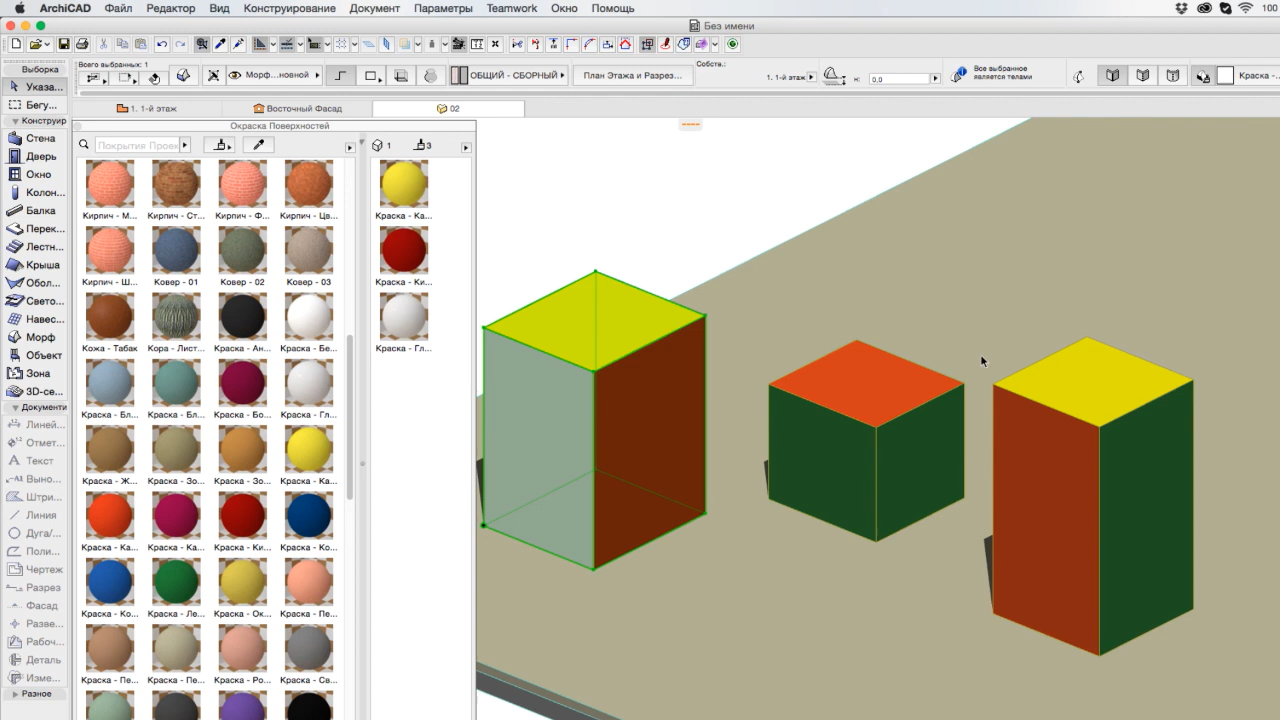 ArchiCAD Файл Редактор Вид Конструирование Документ Параметры Teamwork Окно Помощь 100
Без имени
Выборка
Всего выбранных: 1
Собств.:
Морф...новной
ОБЩИЙ - СБОРНЫЙ
План Этажа и Разрез...
1. 1-й этаж
н: 0,0
Все выбранное
является телами
Краска -...
Указа...
Бегу...
Конструир
Стена
Дверь
Окно
Колон...
Балка
Перек...
Лестн...
Крыша
Обол...
Свето...
Навес...
Морф
Объект
Зона
3D-се...
Документи
Линей...
Отмет...
Текст
Выно...
Штри...
Линия
Дуга/...
Поли...
Чертеж
Разрез
Фасад
Разве...
Рабоч...
Деталь
Изме...
Разное
1. 1-й этаж
Восточный Фасад
02
Окраска Поверхностей
Покрытия Проек
1
3
Кирпич - М... Кирпич - Ст... Кирпич - Ф... Кирпич - Цв...
Кирпич - Ш... Ковер - 01 Ковер - 02 Ковер - 03
Кожа - Табак Кора - Лист... Краска - Ан... Краска - Бе...
Краска - Бл... Краска - Бл... Краска - Бо... Краска - Гл...
Краска - Ж... Краска - Зо... Краска - Зо... Краска - Ка...
Краска - Ка... Краска - Ка... Краска - Ки... Краска - Ко...
Краска - Ко... Краска - Ле... Краска - Ок... Краска - Пе...
Краска - Пе... Краска - Пе... Краска - Ро... Краска - Са...
Краска - Ка...
Краска - Ки...
Краска - Гл...